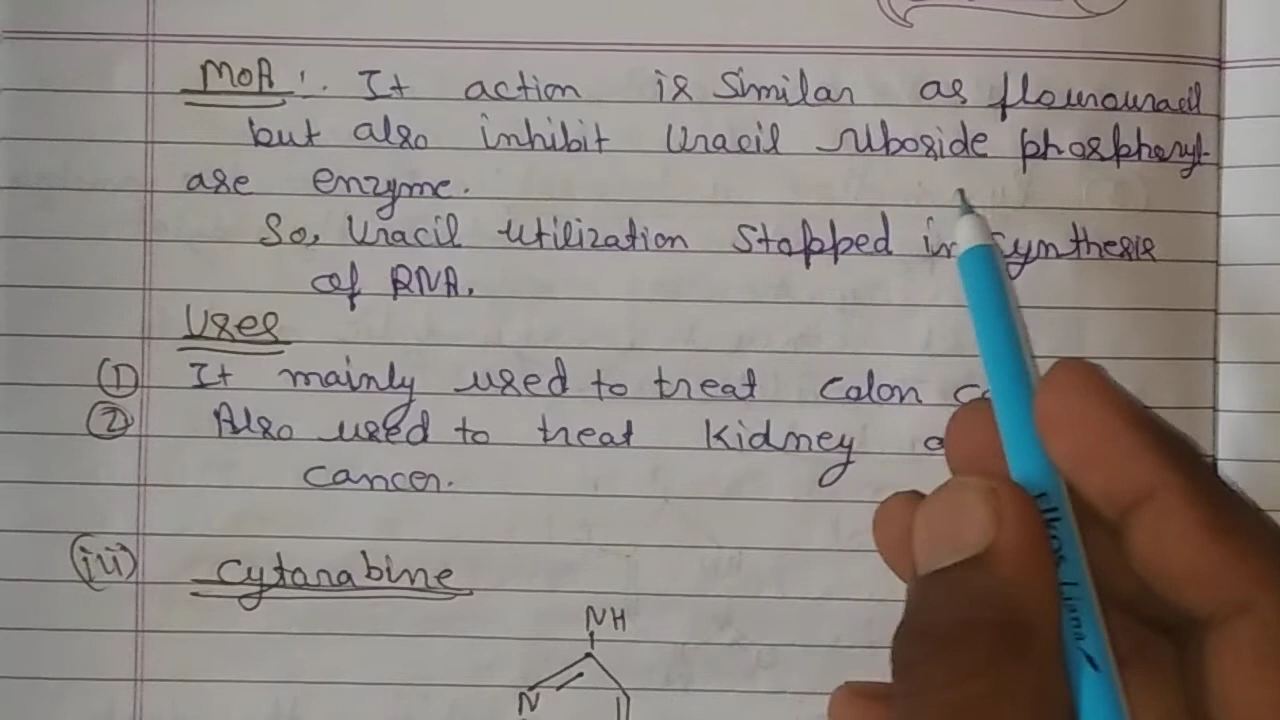 MOA :. It action is similar as flourouracil
but also inhibit Uracil riboside phosphoryl-
ase enzyme.
So, Uracil utilization stopped in synthesis
of RNA.
Uses
① It mainly used to treat colon
② Also used to treat kidney
cancer.
(iii) Cytarabine
NH
N